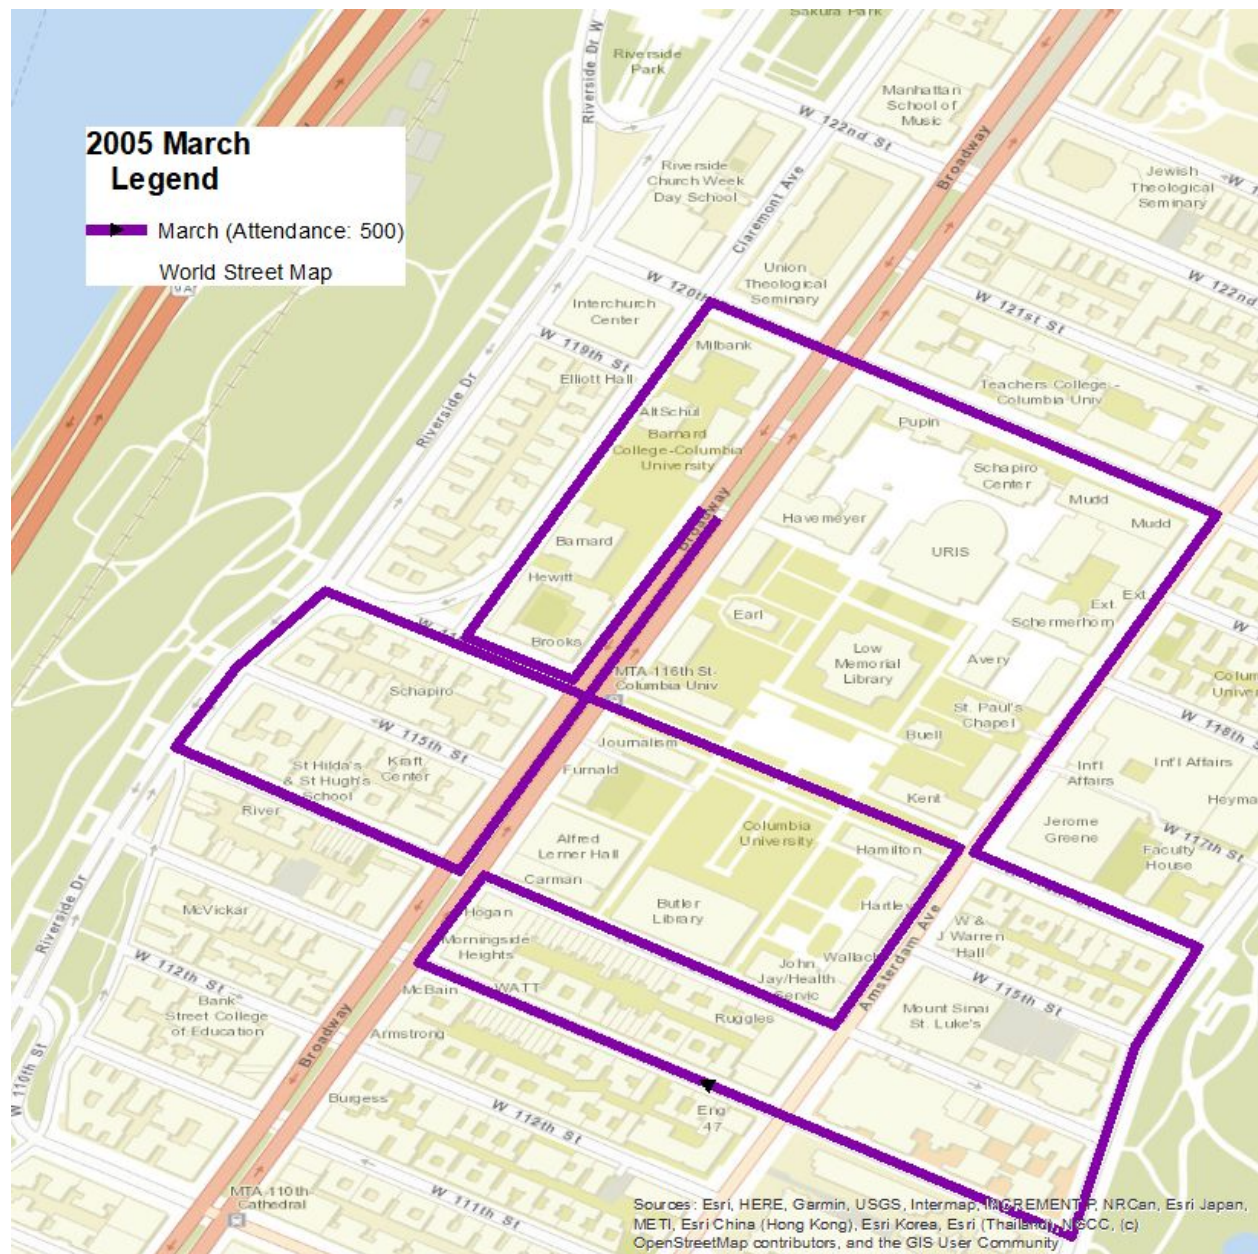 Sakura Park
Riverside
Park
Riverside Dr W
Manhattan
School of
Music
W 122nd St
Broadway
2005 March
Legend
March (Attendance: 500)
World Street Map
Riverside
Church Week
Day School
Claremont Ave
Jewish
Theological
Seminary
Union
Theological
Seminary
W 120th
W 121st St
W 122nd
Interchurch
Center
W 119th St
Milbank
Elliott Hall
Riverside Dr
Teachers College -
Columbia Univ
AltSchul
Barnard
College-Columbia
University
Pupin
Schapiro
Center
Mudd
Mudd
Broadway
Havemeyer
URIS
Barnard
Hewitt
Brooks
Earl
Ext.
Ext.
Schermerhorn
Low
Memorial
Library
Avery
MTA-116th St-
Columbia Univ
Schapiro
St. Paul's
Chapel
Buell
W 118th
W 115th St
Journalism
Furnald
St Hilda's
& St Hugh's
School
Kraft
Center
River
Int'l
Affairs
Int'l Affairs
Heyma
Kent
Jerome
Greene
Faculty
House
W 117th St
Columbia
University
Hamilton
Alfred
Lerner Hall
Carman
Butler
Library
Hartley
Riverside Dr
McVickar
Hogan
Morningside
Heights
W &
J Warren
Hall
Amsterdam Ave
W 115th St
John
Jay/Health
Servic
Wallach
W 112th St
McBain
WATT
Bank
Street College
of Education
Ruggles
Mount Sinai
St. Luke's
Armstrong
Broadway
W 110th St
Burgess
W 112th St
Eng
47
MTA-110th
Cathedral
W 111th St
Sources: Esri, HERE, Garmin, USGS, Intermap, INCREMENT P, NRCan, Esri Japan,
METI, Esri China (Hong Kong), Esri Korea, Esri (Thailand), NGCC, (c)
OpenStreetMap contributors, and the GIS User Community